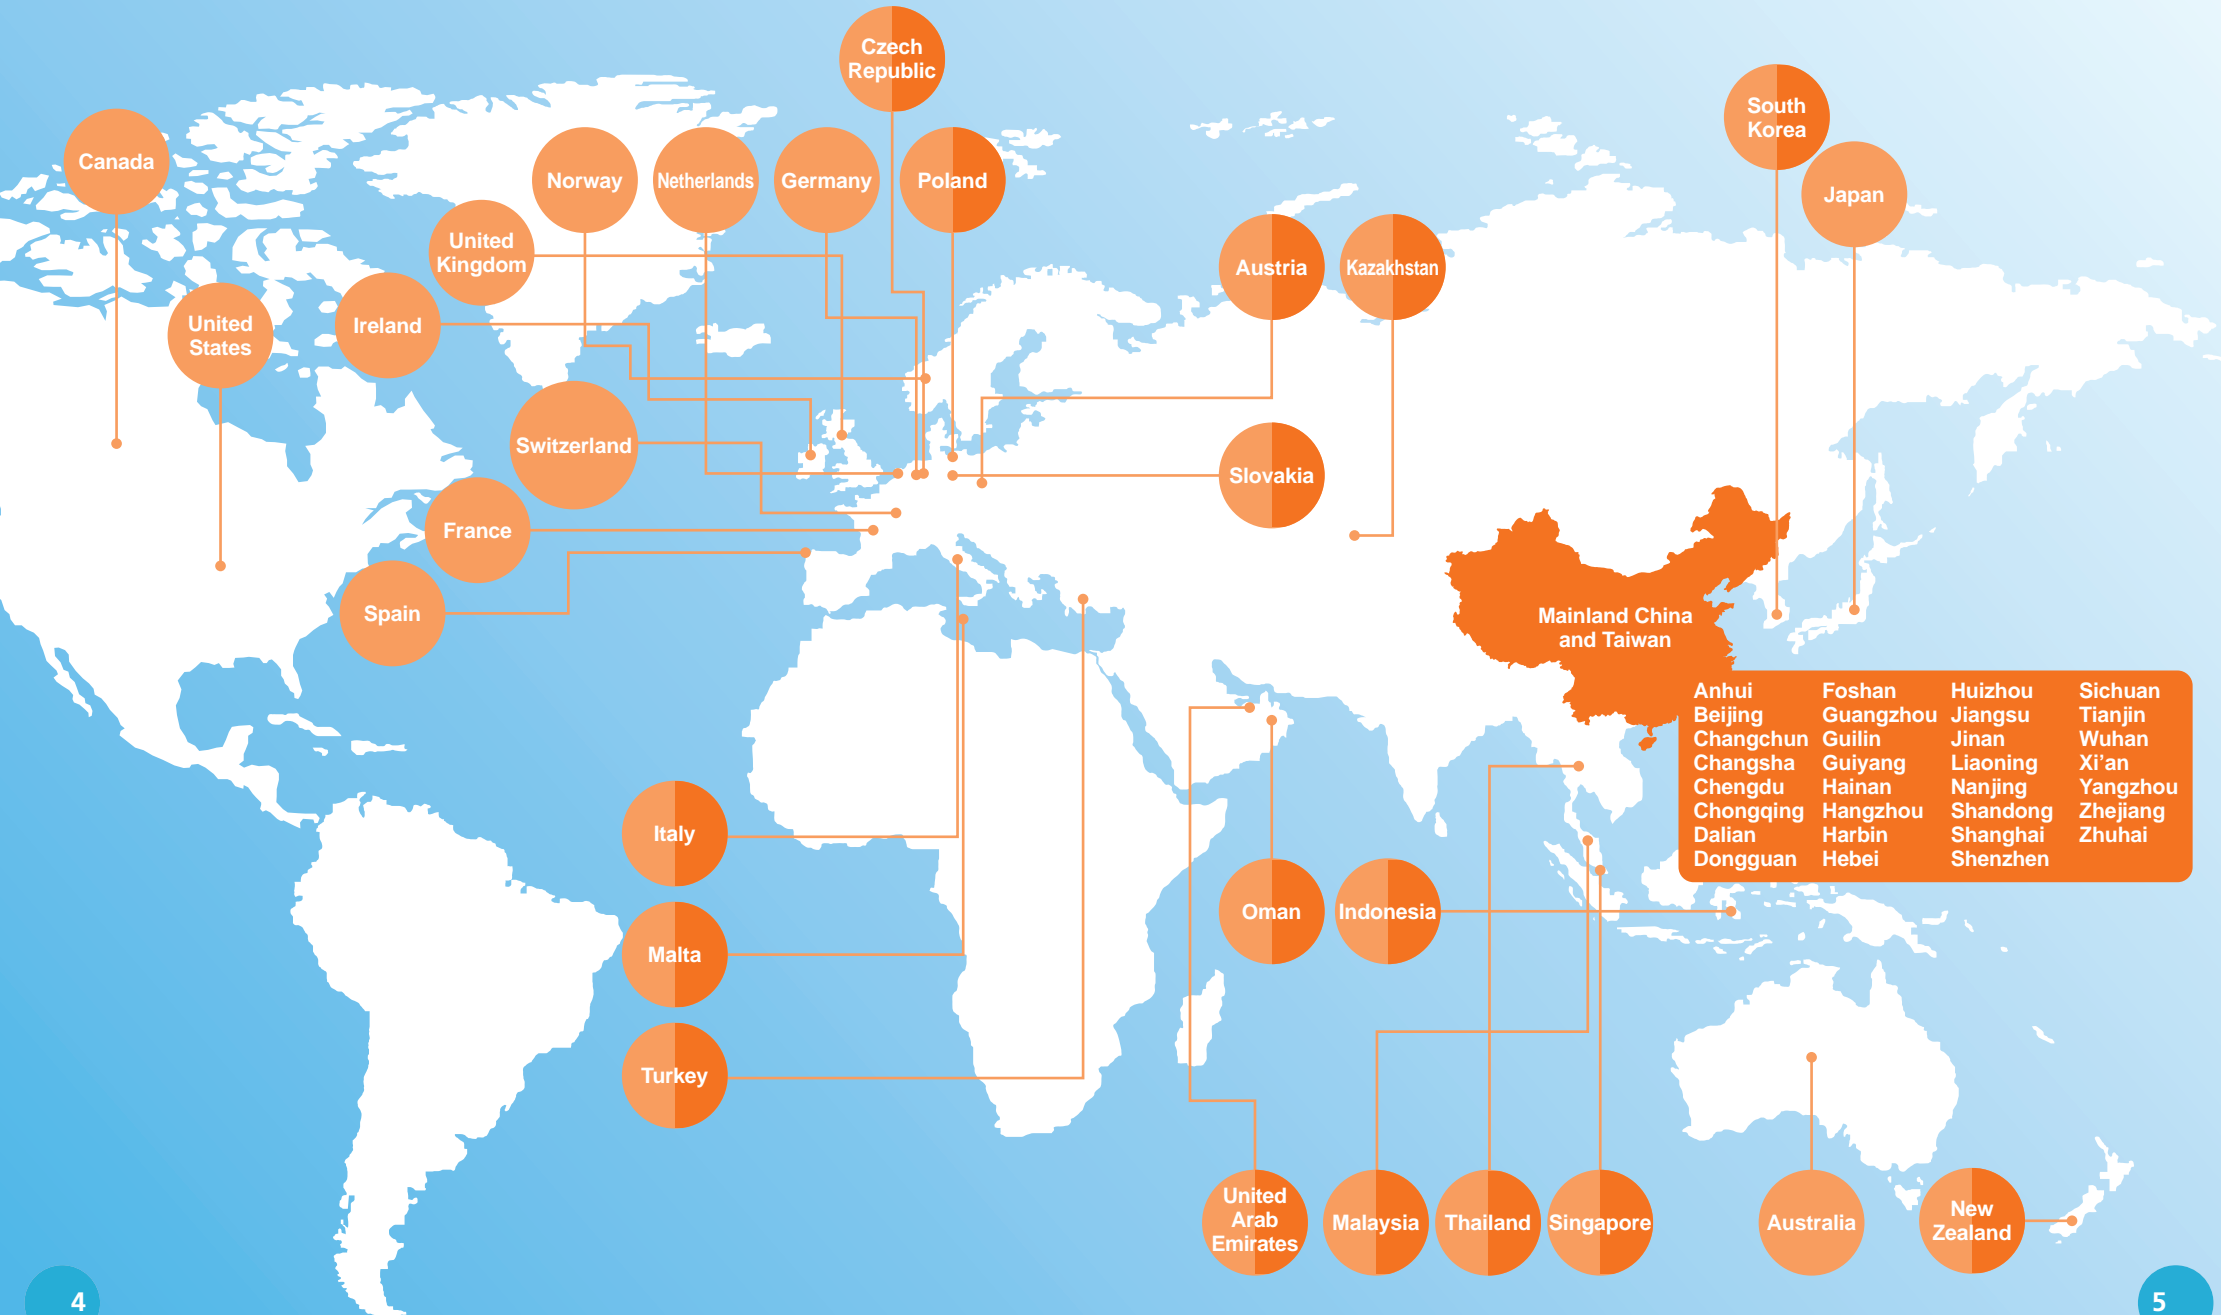 Czech
Republic
South
Korea
Canada
Norway
Netherlands
Germany
Poland
Japan
United
Kingdom
Austria
Kazakhstan
United
States
Ireland
Switzerland
Slovakia
France
Spain
Mainland China
and Taiwan
Anhui
Beijing
Changchun
Changsha
Chengdu
Chongqing
Dalian
Dongguan
Foshan
Guangzhou
Guilin
Guiyang
Hainan
Hangzhou
Harbin
Hebei
Huizhou
Jiangsu
Jinan
Liaoning
Nanjing
Shandong
Shanghai
Shenzhen
Sichuan
Tianjin
Wuhan
Xi’an
Yangzhou
Zhejiang
Zhuhai
Italy
Malta
Turkey
Oman
Indonesia
United
Arab
Emirates
Malaysia
Thailand
Singapore
Australia
New
Zealand
4
5